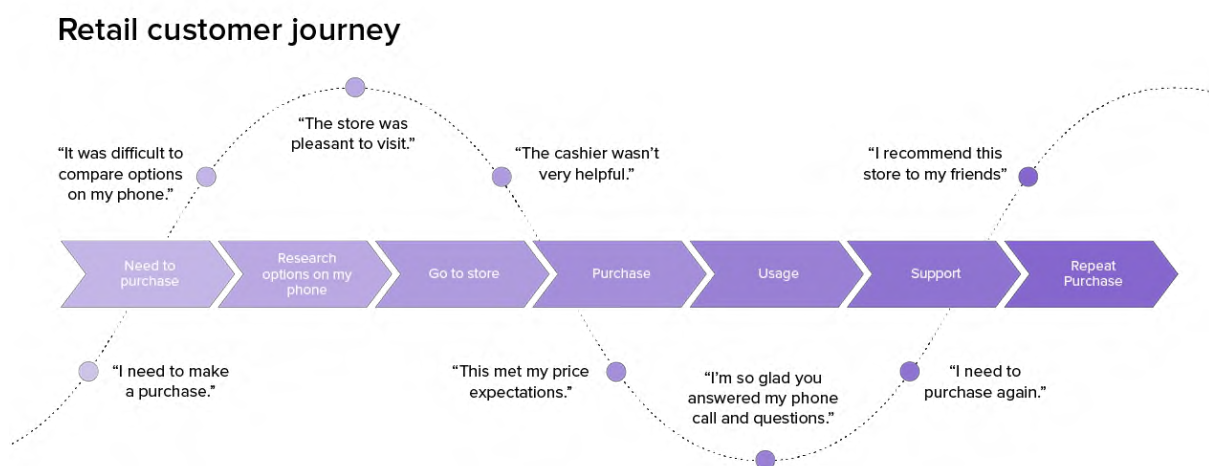 Retail customer journey
“It was difficult to
compare options
on my phone.”
“The store was
pleasant to visit.”
“The cashier wasn’t
very helpful.”
“I recommend this
store to my friends”
Need to
purchase
Research
options on my
phone
Go to store
Purchase
Usage
Support
Repeat
Purchase
“I need to make
a purchase.”
“This met my price
expectations.”
“I’m so glad you
answered my phone
call and questions.”
“I need to
purchase again.”